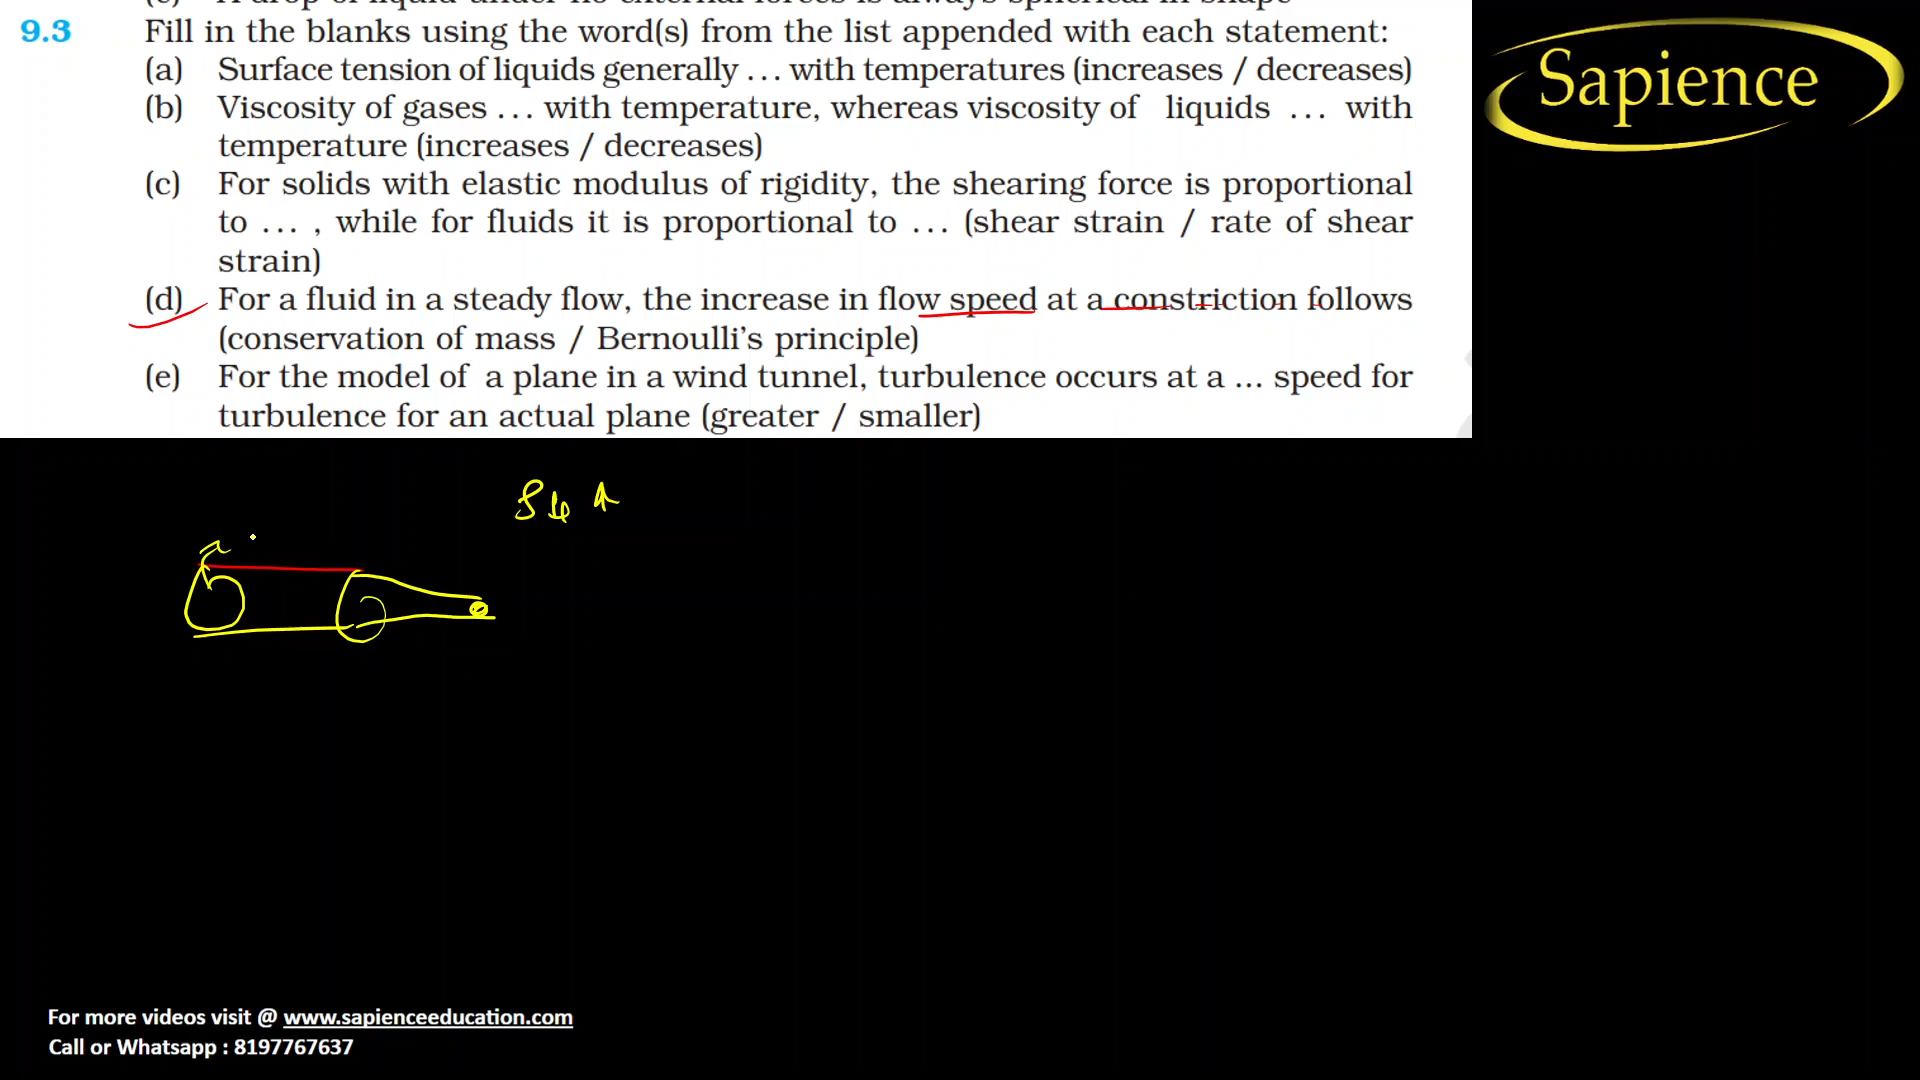 9.3 Fill in the blanks using the word(s) from the list appended with each statement:
(a) Surface tension of liquids generally ... with temperatures (increases / decreases)
(b) Viscosity of gases ... with temperature, whereas viscosity of liquids ... with
temperature (increases / decreases)
(c) For solids with elastic modulus of rigidity, the shearing force is proportional
to ... , while for fluids it is proportional to ... (shear strain / rate of shear
strain)
(d) For a fluid in a steady flow, the increase in flow speed at a constriction follows
(conservation of mass / Bernoulli's principle)
(e) For the model of a plane in a wind tunnel, turbulence occurs at a ... speed for
turbulence for an actual plane (greater / smaller)
Sapience
For more videos visit @ www.sapienceeducation.com
Call or Whatsapp : 8197767637